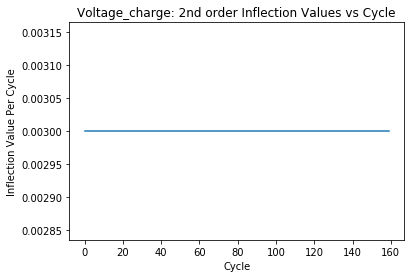 Voltage_charge: 2nd order Inflection Values vs Cycle
Inflection Value Per Cycle
0.00315
0.00310
0.00305
0.00300
0.00295
0.00290
0.00285
0 20 40 60 80 100 120 140 160
Cycle